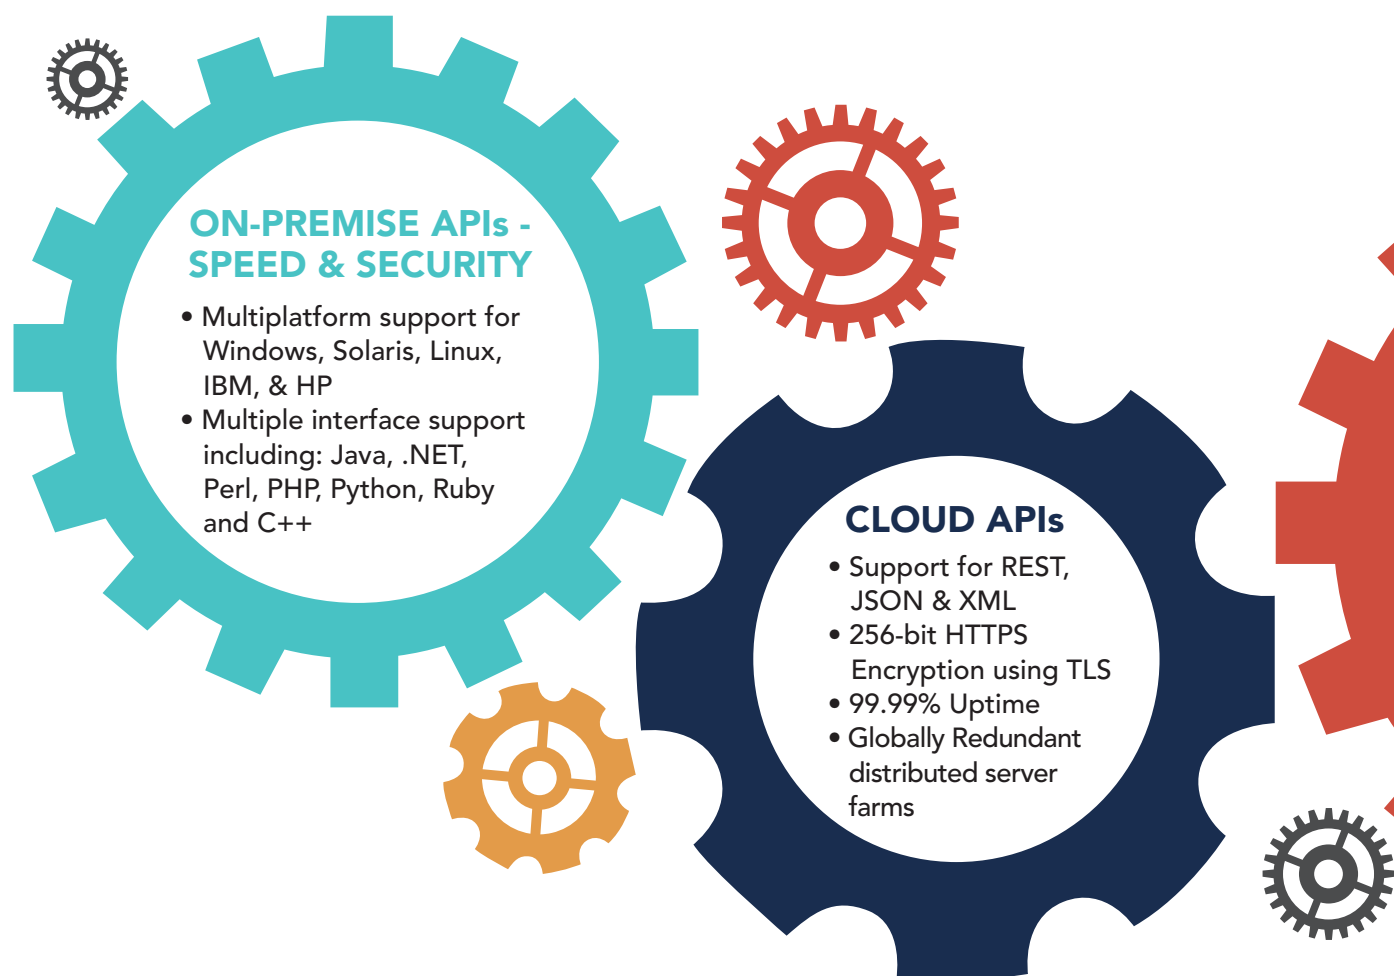 ON-PREMISE APIs -
SPEED & SECURITY
• Multiplatform support for
Windows, Solaris, Linux,
IBM, & HP
• Multiple interface support
including: Java, .NET,
Perl, PHP, Python, Ruby
and C++
CLOUD APIs
• Support for REST,
JSON & XML
• 256-bit HTTPS
Encryption using TLS
• 99.99% Uptime
• Globally Redundant
distributed server
farms